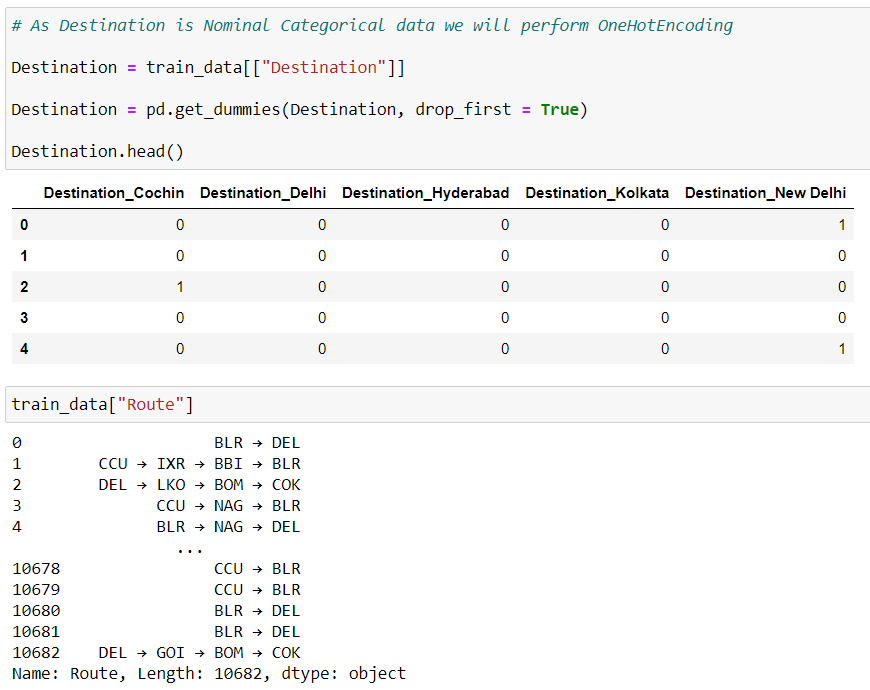 # As Destination is Nominal Categorical data we will perform OneHotEncoding
Destination = train_data[["Destination"]]
Destination = pd.get_dummies(Destination, drop_first = True)
Destination.head()
Destination_Cochin Destination_Delhi Destination_Hyderabad Destination_Kolkata Destination_New Delhi
0 0 0 0 0 1
1 0 0 0 0 0
2 1 0 0 0 0
3 0 0 0 0 0
4 0 0 0 0 1
train_data["Route"]
0 BLR → DEL
1 CCU → IXR → BBI → BLR
2 DEL → LKO → BOM → COK
3 CCU → NAG → BLR
4 BLR → NAG → DEL
...
10678 CCU → BLR
10679 CCU → BLR
10680 BLR → DEL
10681 BLR → DEL
10682 DEL → GOI → BOM → COK
Name: Route, Length: 10682, dtype: object